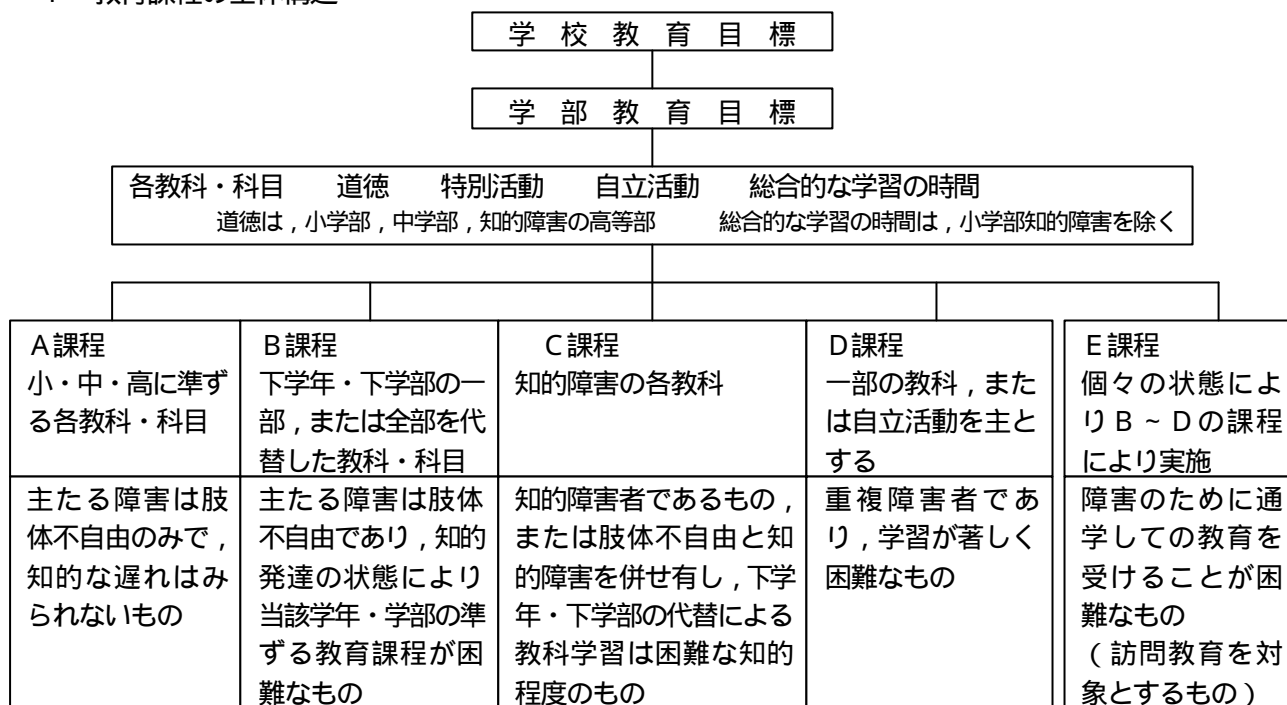 学校教育目標
学部教育目標
各教科・科目　道徳　特別活動　自立活動　総合的な学習の時間
道徳は，小学部，中学部，知的障害の高等部　総合的な学習の時間は，小学部知的障害を除く
Ａ課程
小・中・高に準ず
る各教科・科目
主たる障害は肢
体不自由のみで，
知的な遅れはみ
られないもの
Ｂ課程
下学年・下学部の一
部，または全部を代
替した教科・科目
主たる障害は肢体
不自由であり，知的
発達の状態により
当該学年・学部の準
ずる教育課程が困
難なもの
Ｃ課程
知的障害の各教科
知的障害者であるもの，
または肢体不自由と知
的障害を併せ有し，下学
年・下学部の代替による
教科学習は困難な知的
程度のもの
Ｄ課程
一部の教科，また
は自立活動を主と
する
重複障害者であ
り，学習が著しく
困難なもの
Ｅ課程
個々の状態によ
りＢ～Ｄの課程
により実施
障害のために通
学しての教育を
受けることが困
難なもの
（訪問教育を対
象とするもの）